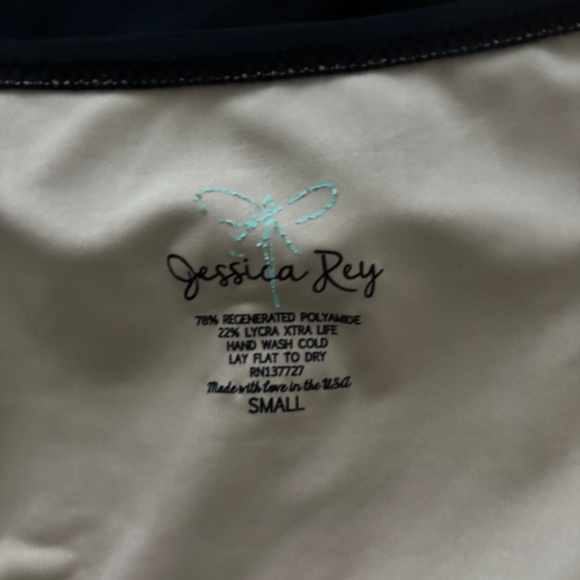 Jessica Rey
78% REGENERATED POLYAMIDE
22% LYCRA XTRA LIFE
HAND WASH COLD
LAY FLAT TO DRY
RN137727
Made with love in the USA
SMALL